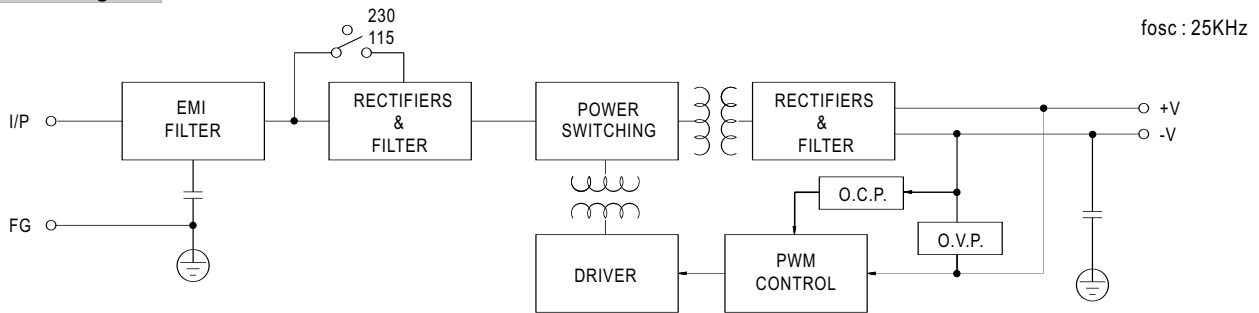 230
115
fosc : 25KHz
I/P
EMI
FILTER
RECTIFIERS
&
FILTER
POWER
SWITCHING
RECTIFIERS
&
FILTER
+V
-V
O.C.P.
FG
O.V.P.
DRIVER
PWM
CONTROL